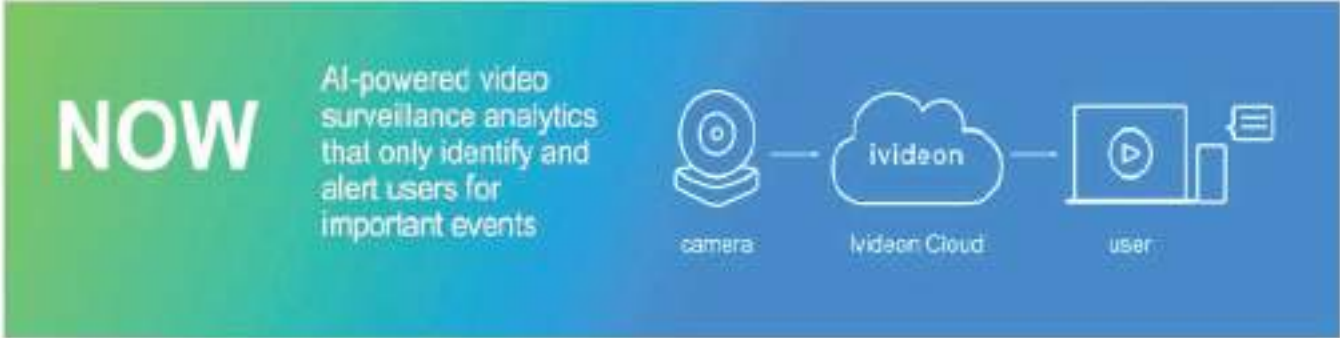 NOW
AI-powered video
surveillance analytics
that only identify and
alert users for
important events
ivideon
camera
Ivideon Cloud
user